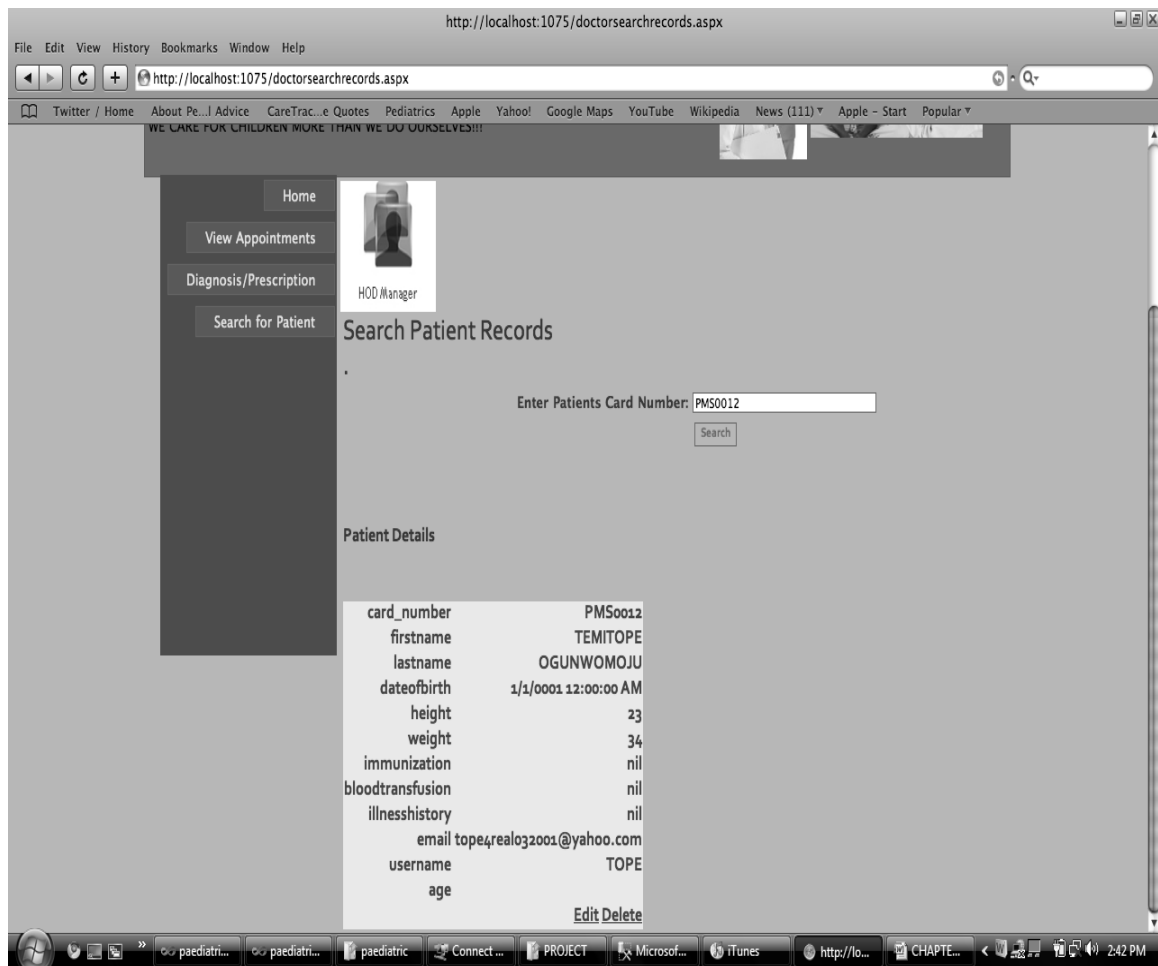 http://localhost:1075/doctorsearchrecords.aspx
File Edit View History Bookmarks Window Help
http://localhost:1075/doctorsearchrecords.aspx
Twitter / Home About Pe...l Advice CareTrac...e Quotes Pediatrics Apple Yahoo! Google Maps YouTube Wikipedia News (111) Apple - Start Popular
WE CARE FOR CHILDREN MORE THAN WE DO OURSELVES!!!
Home
View Appointments
Diagnosis/Prescription
Search for Patient
HOD Manager
Search Patient Records
.
Enter Patients Card Number: PMS0012
Search
Patient Details
card_number PMS0012
firstname TEMITOPE
lastname OGUNWOMOJU
dateofbirth 1/1/0001 12:00:00 AM
height 23
weight 34
immunization nil
bloodtransfusion nil
illnesshistory nil
email tope4real032001@yahoo.com
username TOPE
age
Edit Delete
paediatri... paediatri... paediatric Connect ... PROJECT Microsof... iTunes http://lo... CHAPTE... 2:42 PM